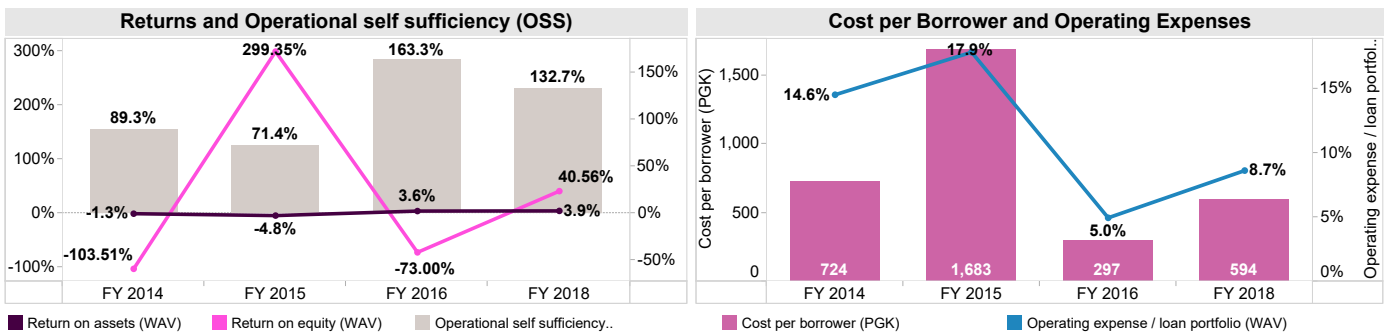 Returns and Operational self sufficiency (OSS)
300%
200%
100%
0%
-100%
150%
100%
50%
0%
-50%
89.3%
299.35%
71.4%
163.3%
132.7%
-1.3%
-4.8%
3.6%
3.9%
-103.51%
-73.00%
40.56%
FY 2014
FY 2015
FY 2016
FY 2018
Return on assets (WAV)
Return on equity (WAV)
Operational self sufficiency..
Cost per Borrower and Operating Expenses
Cost per borrower (PGK)
1,500
1,000
500
0
14.6%
17.9%
5.0%
8.7%
724
1,683
297
594
15%
10%
5%
0%
Operating expense / loan portfol..
FY 2014
FY 2015
FY 2016
FY 2018
Cost per borrower (PGK)
Operating expense / loan portfolio (WAV)